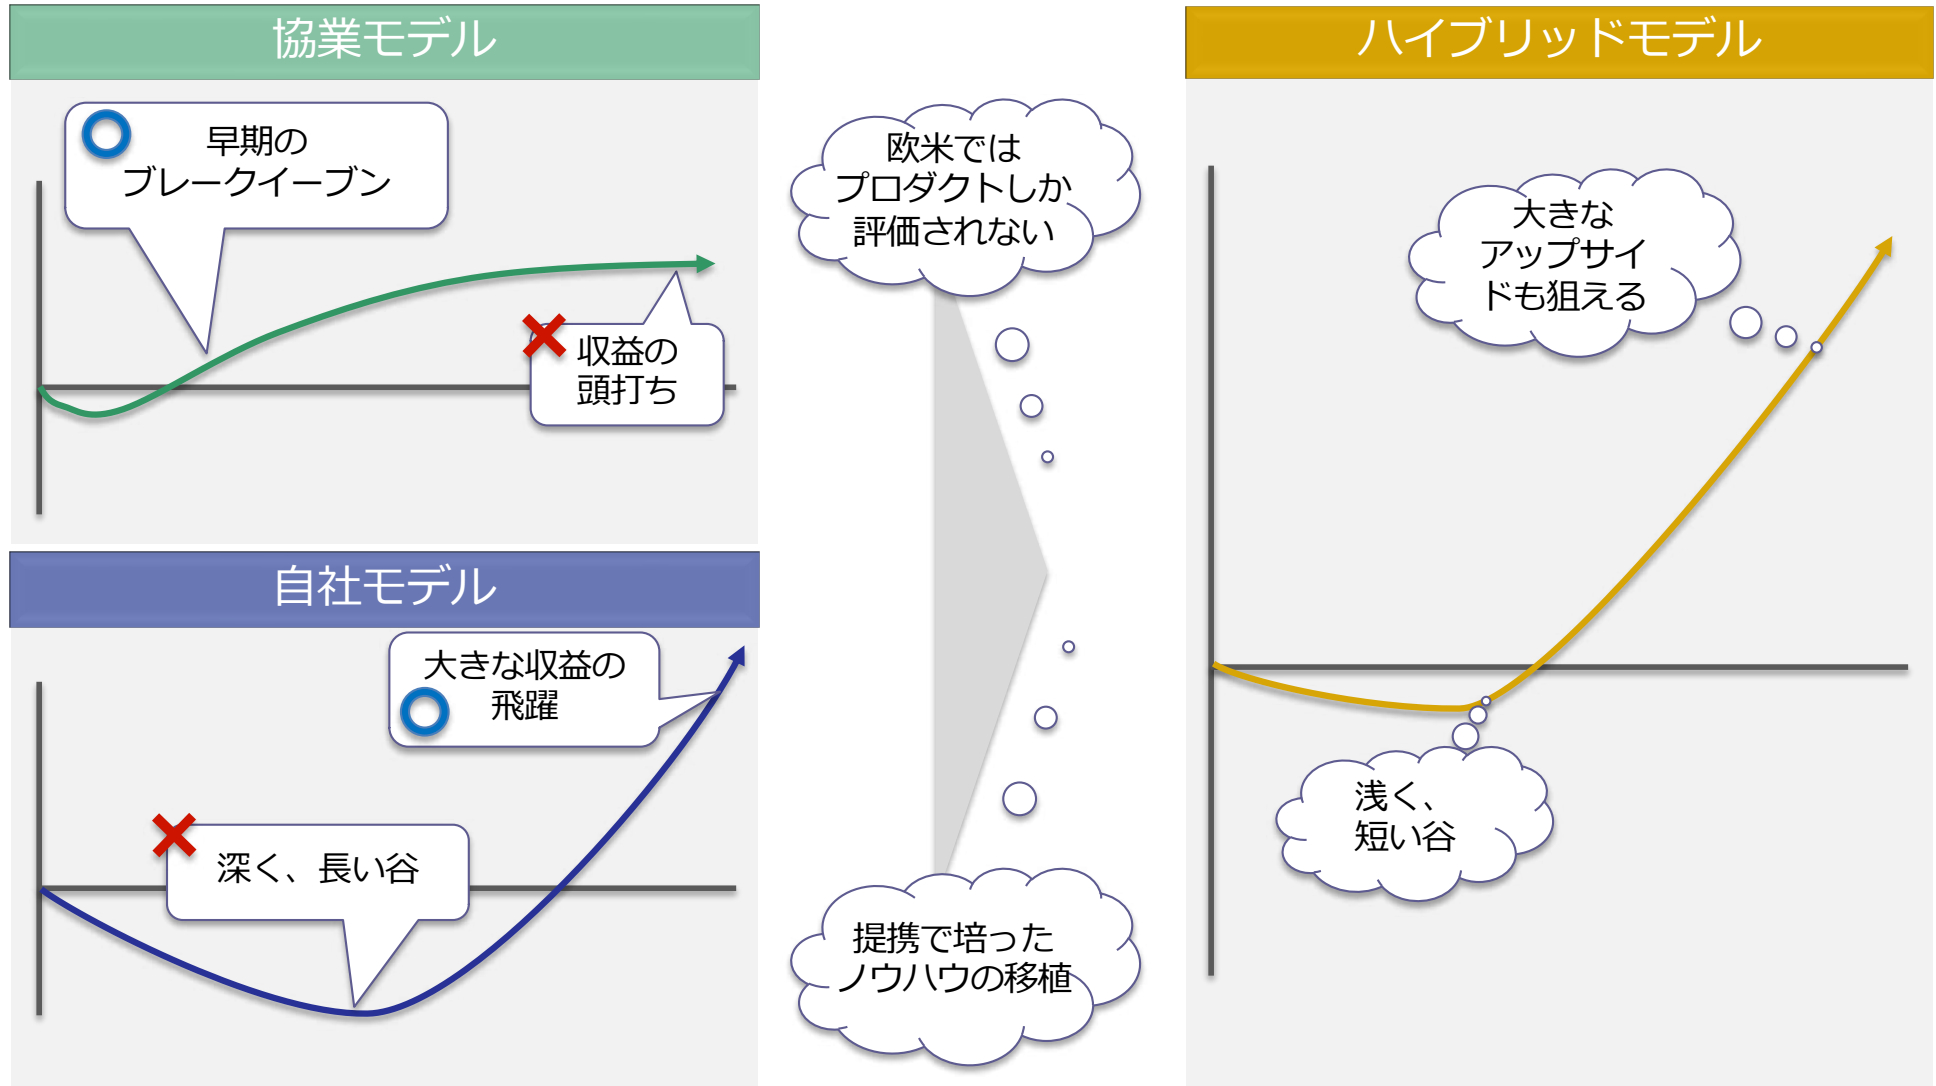 協業モデル
早期の
ブレークイーブン
収益の
頭打ち
自社モデル
大きな収益の
飛躍
深く、長い谷
欧米では
プロダクトしか
評価されない
提携で培った
ノウハウの移植
ハイブリッドモデル
大きな
アップサイ
ドも狙える
浅く、
短い谷